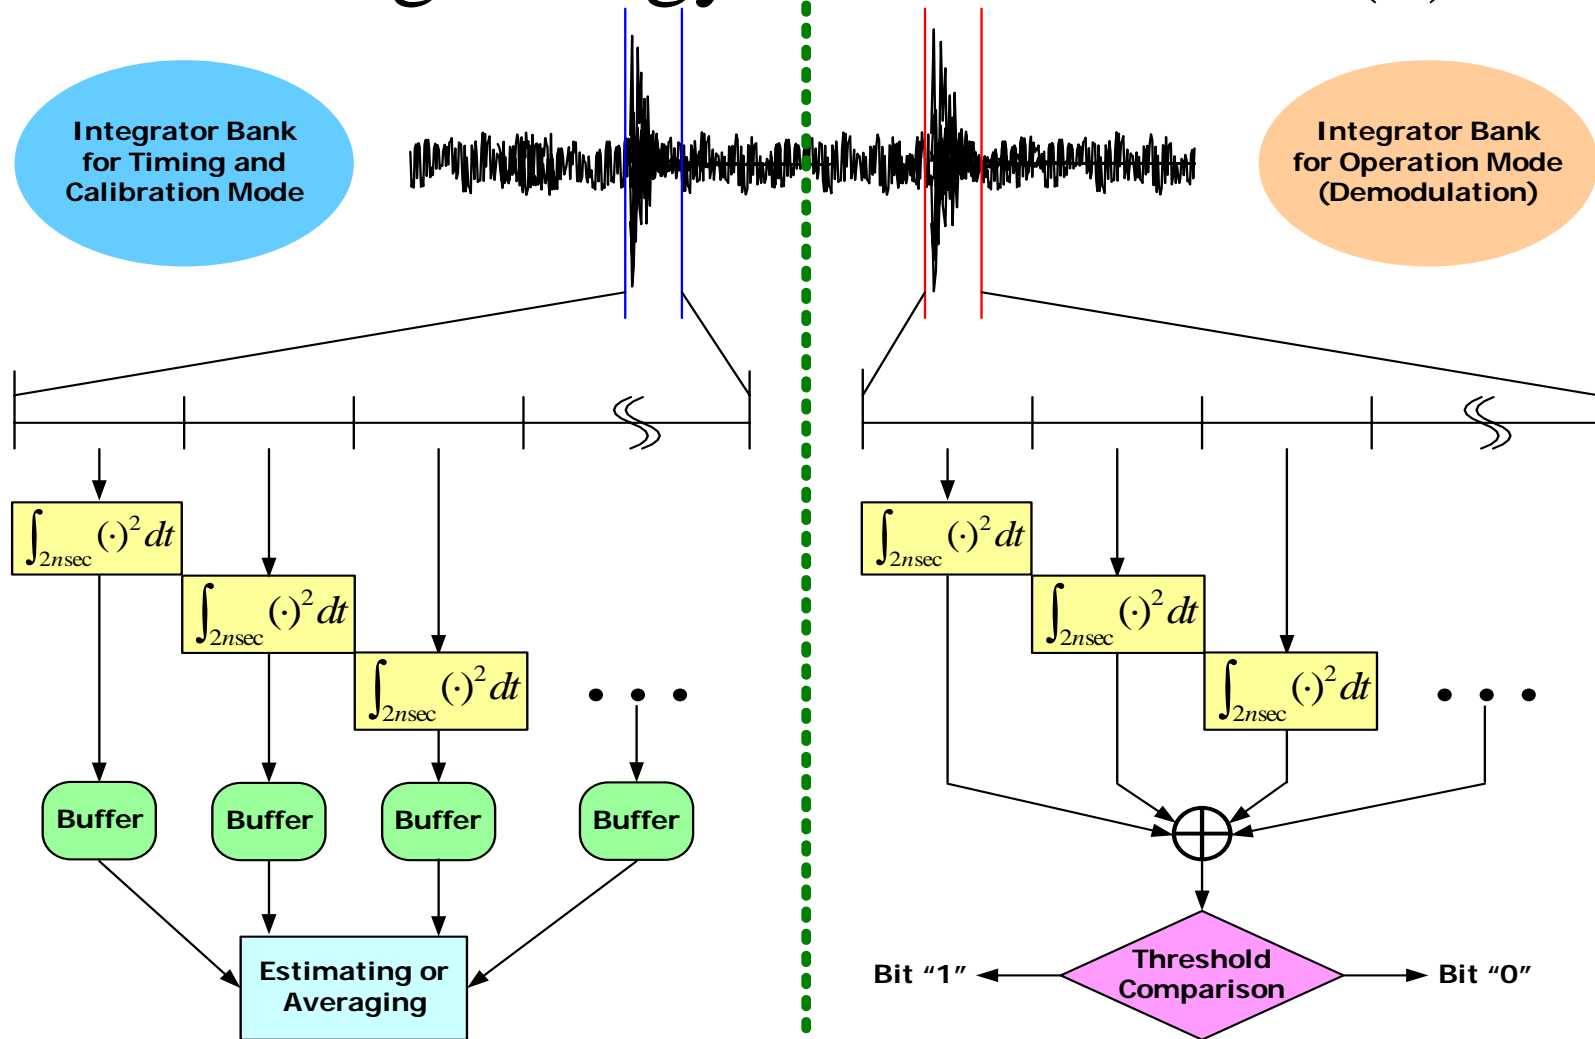 Integrator Bank
for Timing and
Calibration Mode
Integrator Bank
for Operation Mode
(Demodulation)
∫2nsec (·)² dt
∫2nsec (·)² dt
∫2nsec (·)² dt
∫2nsec (·)² dt
∫2nsec (·)² dt
∫2nsec (·)² dt
Buffer
Buffer
Buffer
Buffer
Estimating or
Averaging
Bit “1”
Threshold
Comparison
Bit “0”